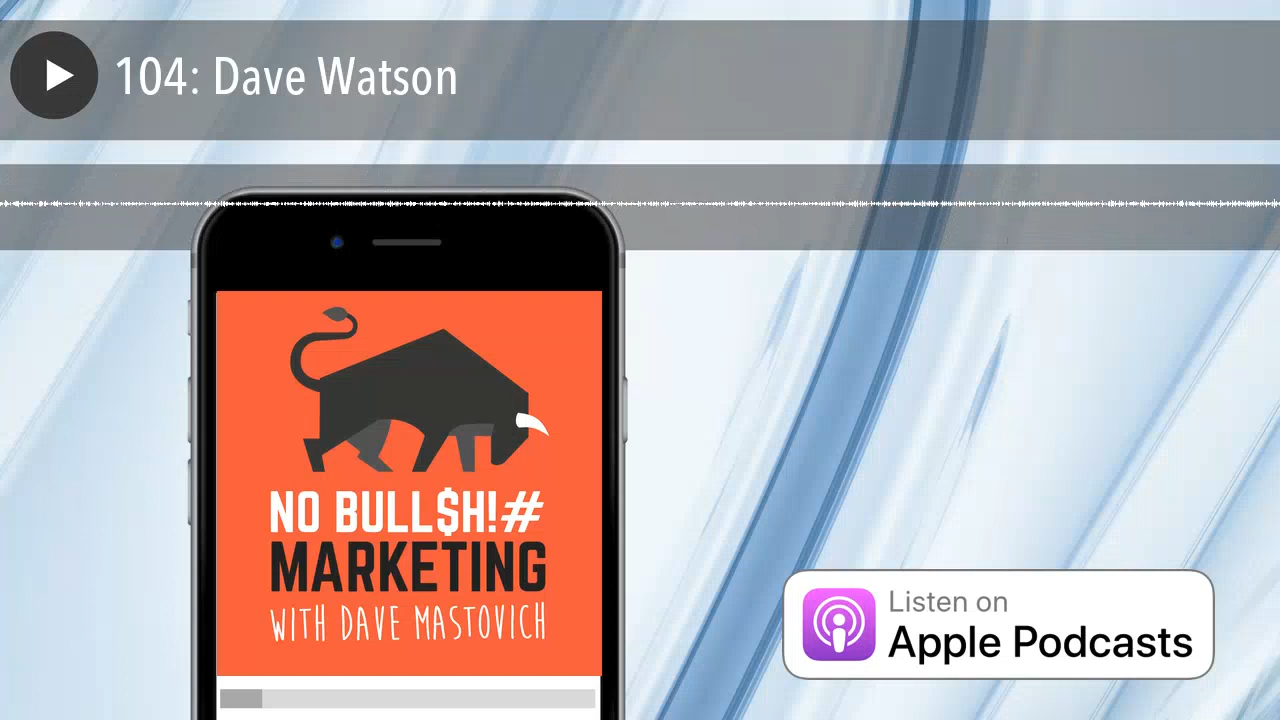 104: Dave Watson
NO BULL$H!#
MARKETING
WITH DAVE MASTOVICH
Listen on
Apple Podcasts